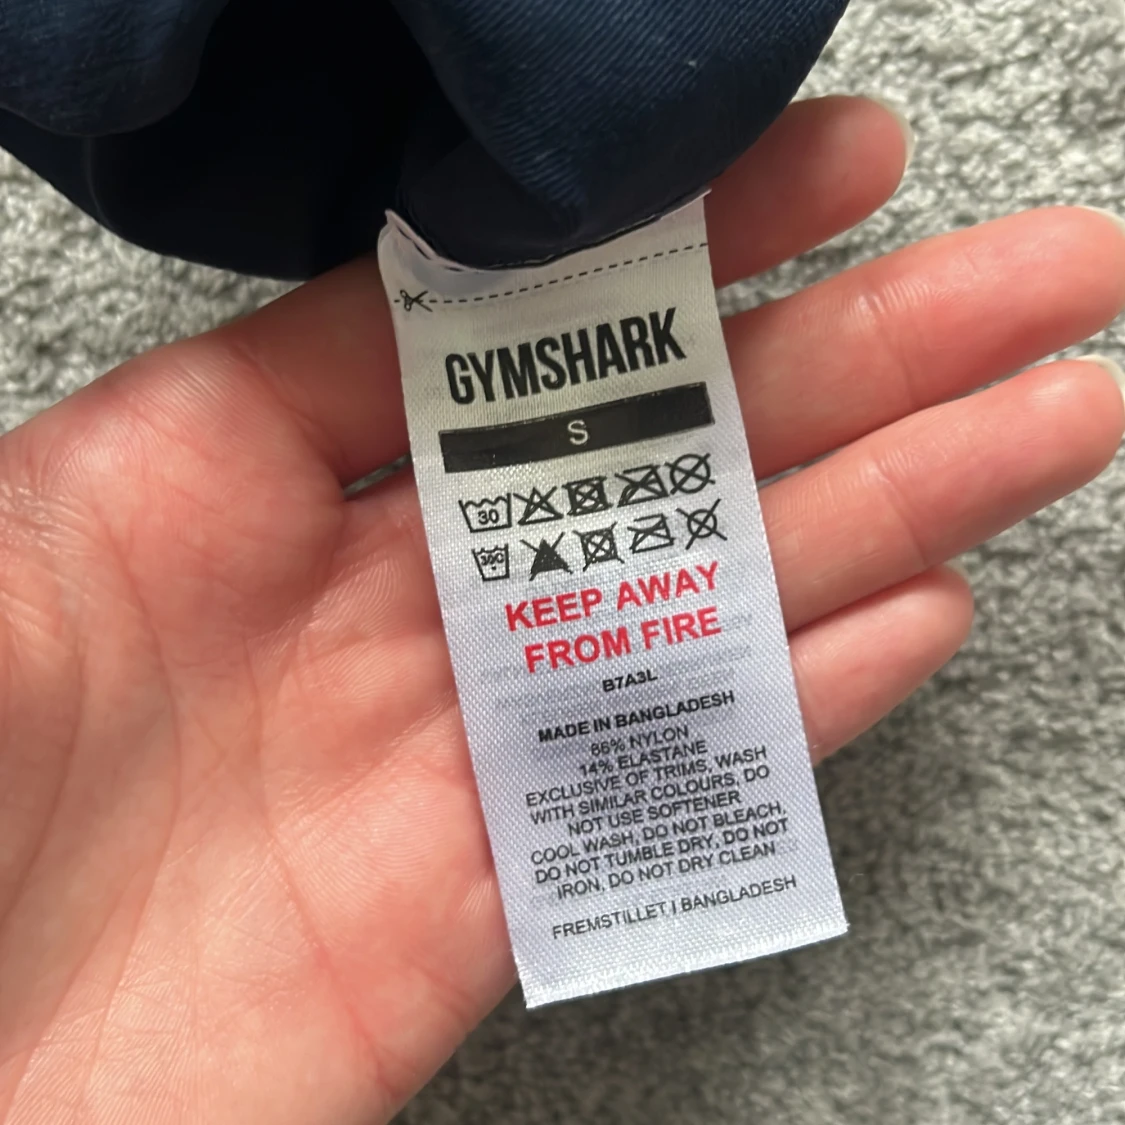 GYMSHARK
S
30
KEEP AWAY
FROM FIRE
B7A3L
MADE IN BANGLADESH
86% NYLON
14% ELASTANE
EXCLUSIVE OF TRIMS, WASH
WITH SIMILAR COLOURS, DO
NOT USE SOFTENER
COOL WASH, DO NOT BLEACH,
DO NOT TUMBLE DRY, DO NOT
IRON, DO NOT DRY CLEAN
FREMSTILLET I BANGLADESH